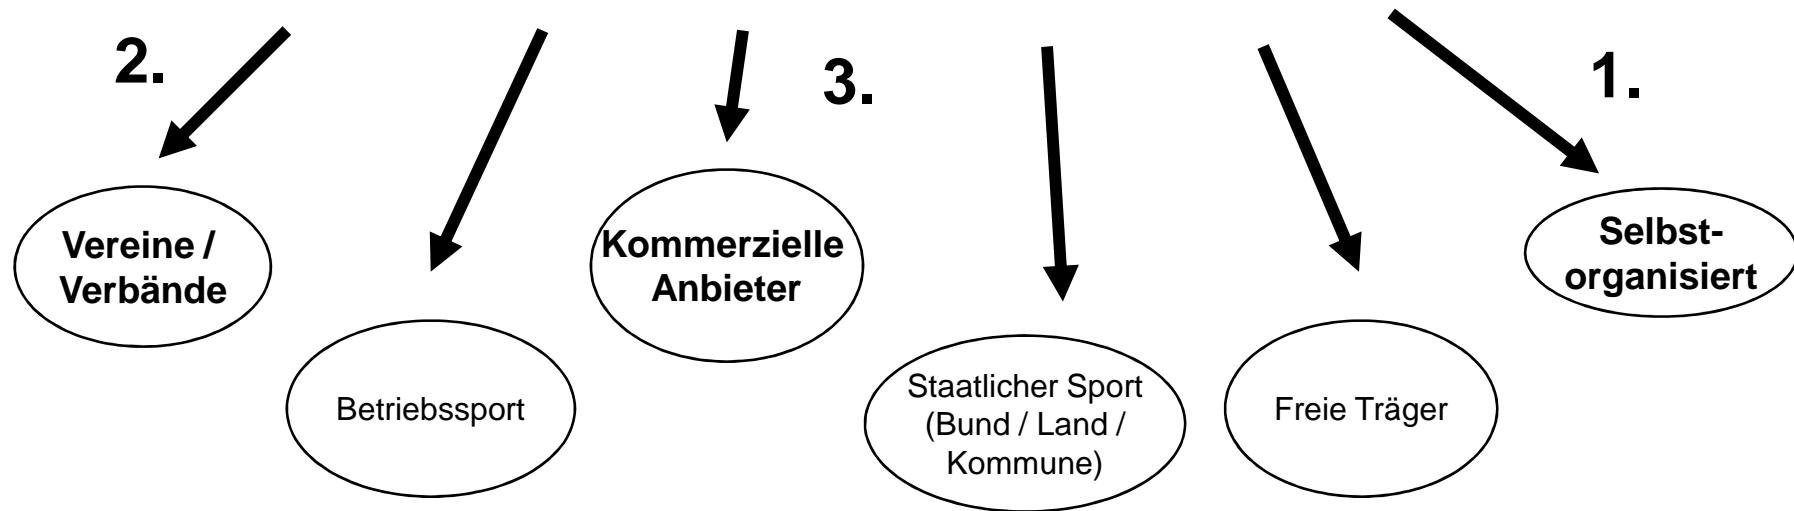 2.
3.
1.
Vereine /
Verbände
Betriebssport
Kommerzielle
Anbieter
Staatlicher Sport
(Bund / Land /
Kommune)
Freie Träger
Selbst-
organisiert